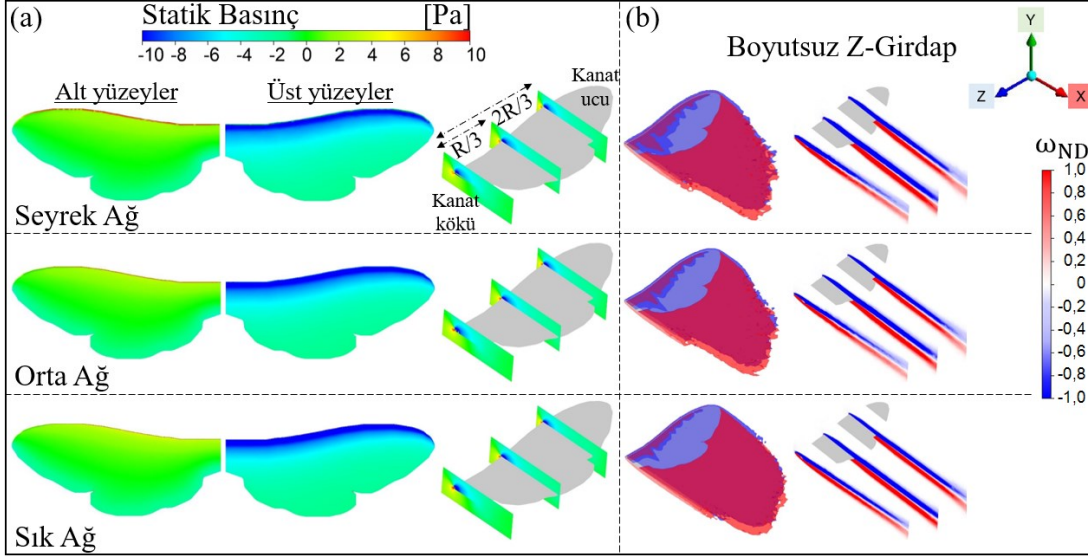 (a)
Statik Basınç [Pa]
-10 -8 -6 -4 -2 0 2 4 6 8 10
Alt yüzeyler
Üst yüzeyler
R/3
2R/3
Kanat
ucu
Kanat
kökü
Seyrek Ağ
Orta Ağ
Sık Ağ
(b)
Boyutsuz Z-Girdap
Y
Z
X
ω_ND
1,0
0,8
0,6
0,4
0,2
0
-0,2
-0,4
-0,6
-0,8
-1,0